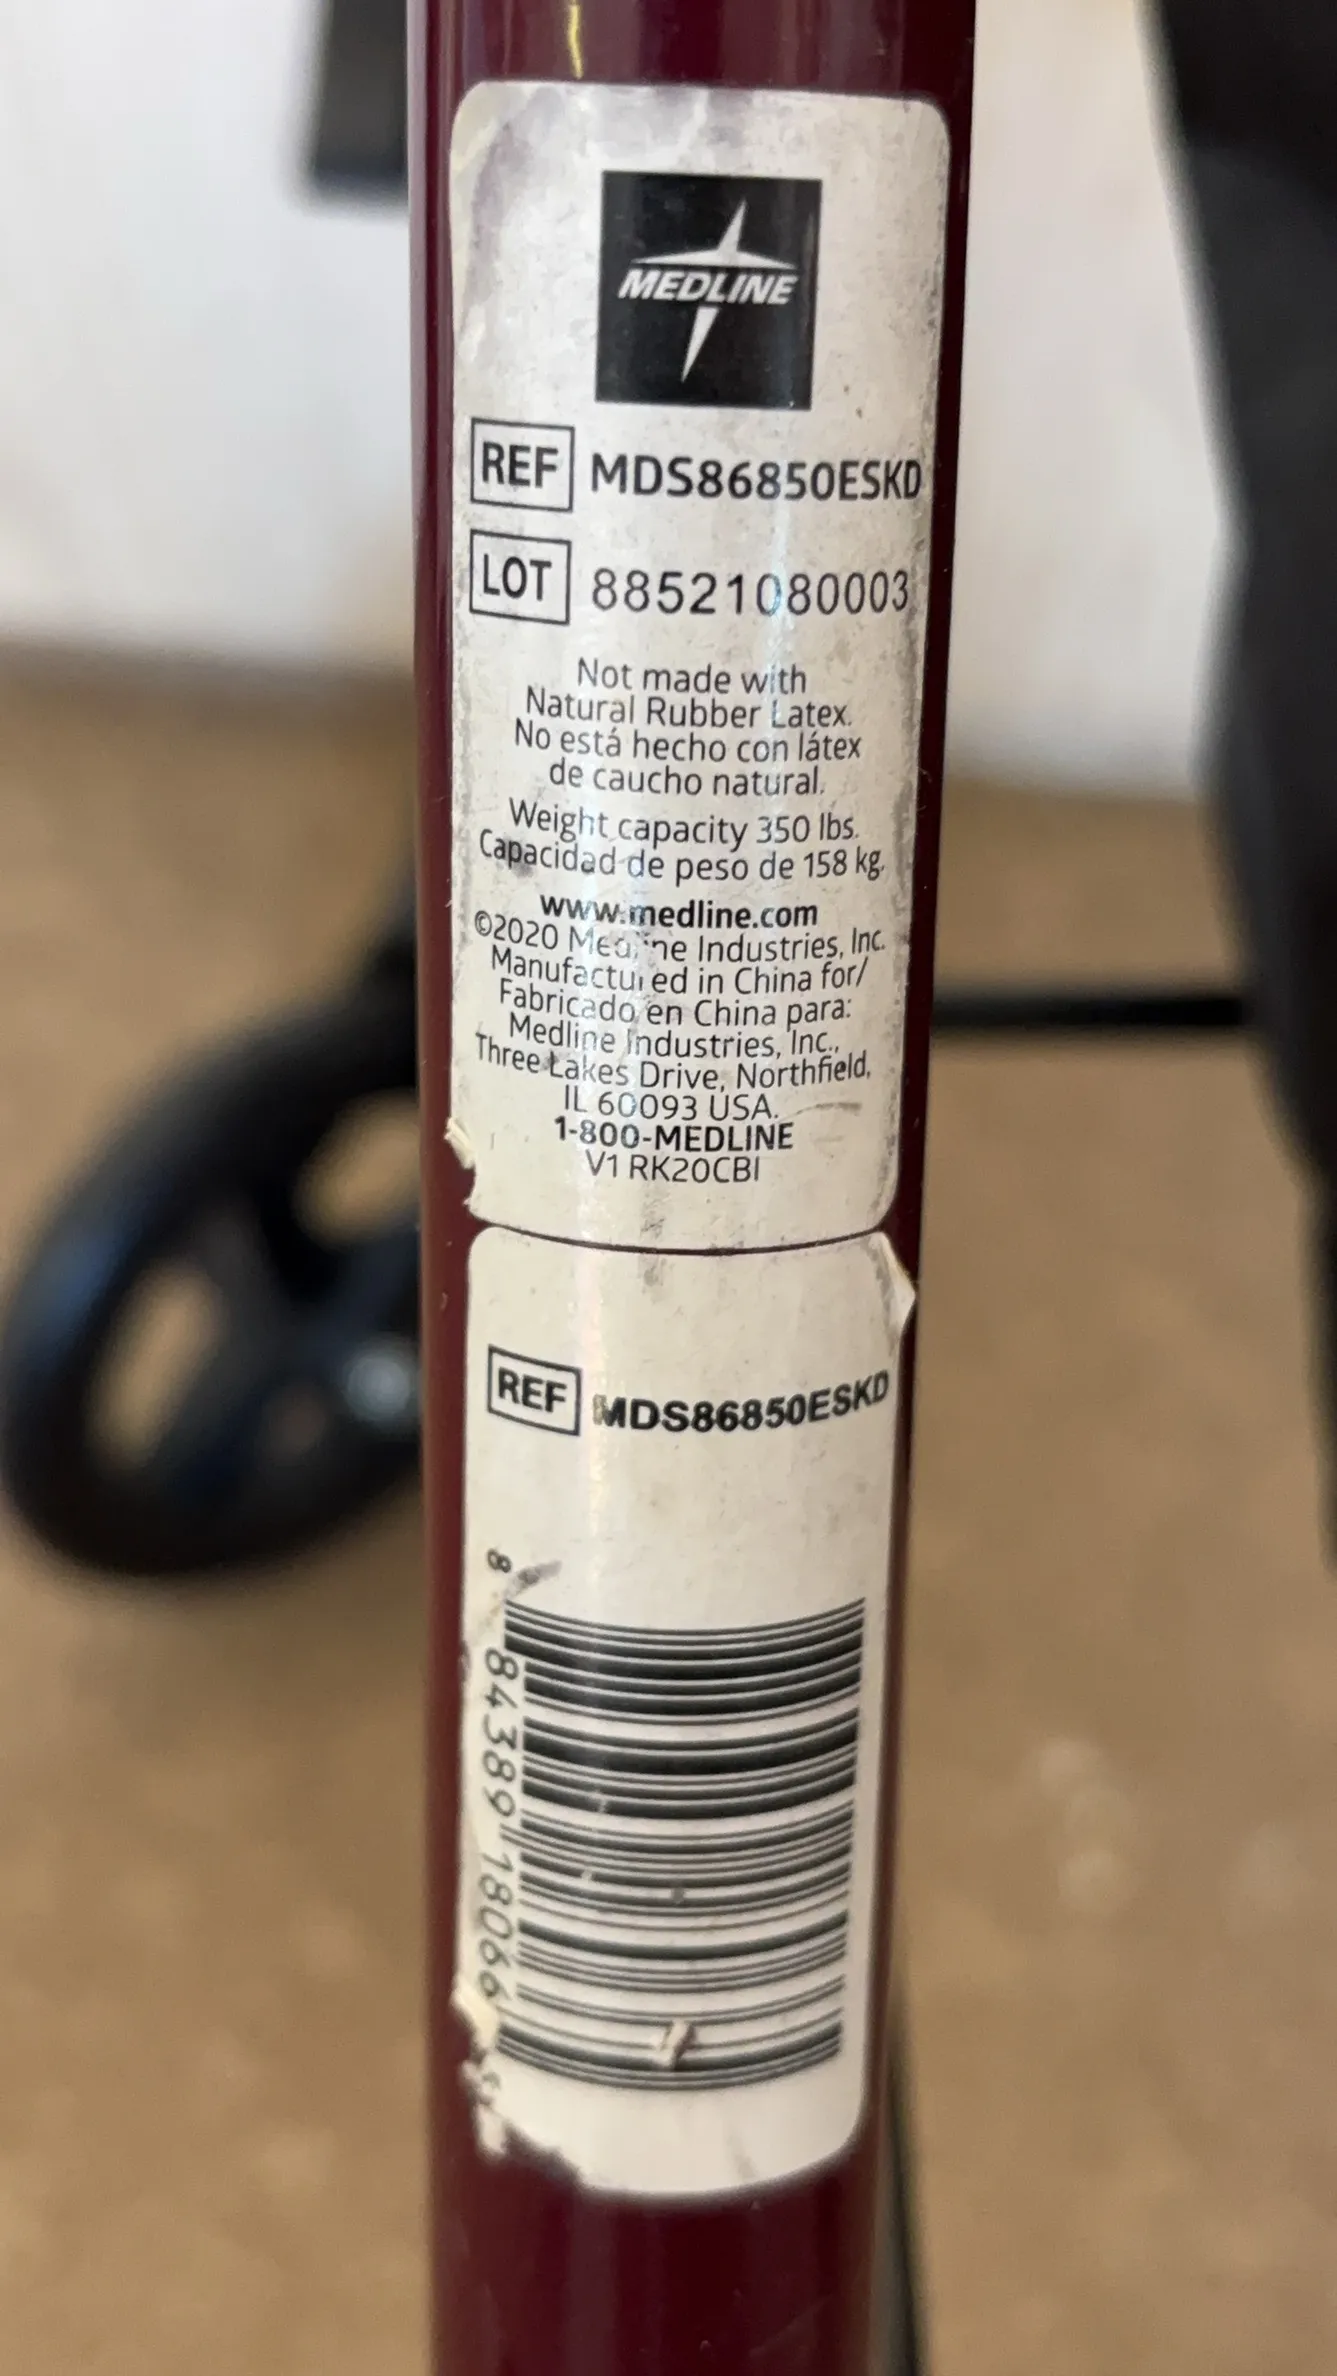 MEDLINE
REF MDS86850ESKD
LOT 88521080003
Not made with
Natural Rubber Latex.
No está hecho con látex
de caucho natural.
Weight capacity 350 lbs.
Capacidad de peso de 158 kg.
www.medline.com
©2020 Medline Industries, Inc.
Manufactured in China for/
Fabricado en China para:
Medline Industries, Inc.,
Three Lakes Drive, Northfield,
IL 60093 USA.
1-800-MEDLINE
V1 RK20CBI
REF MDS86850ESKD
8 84389 18066